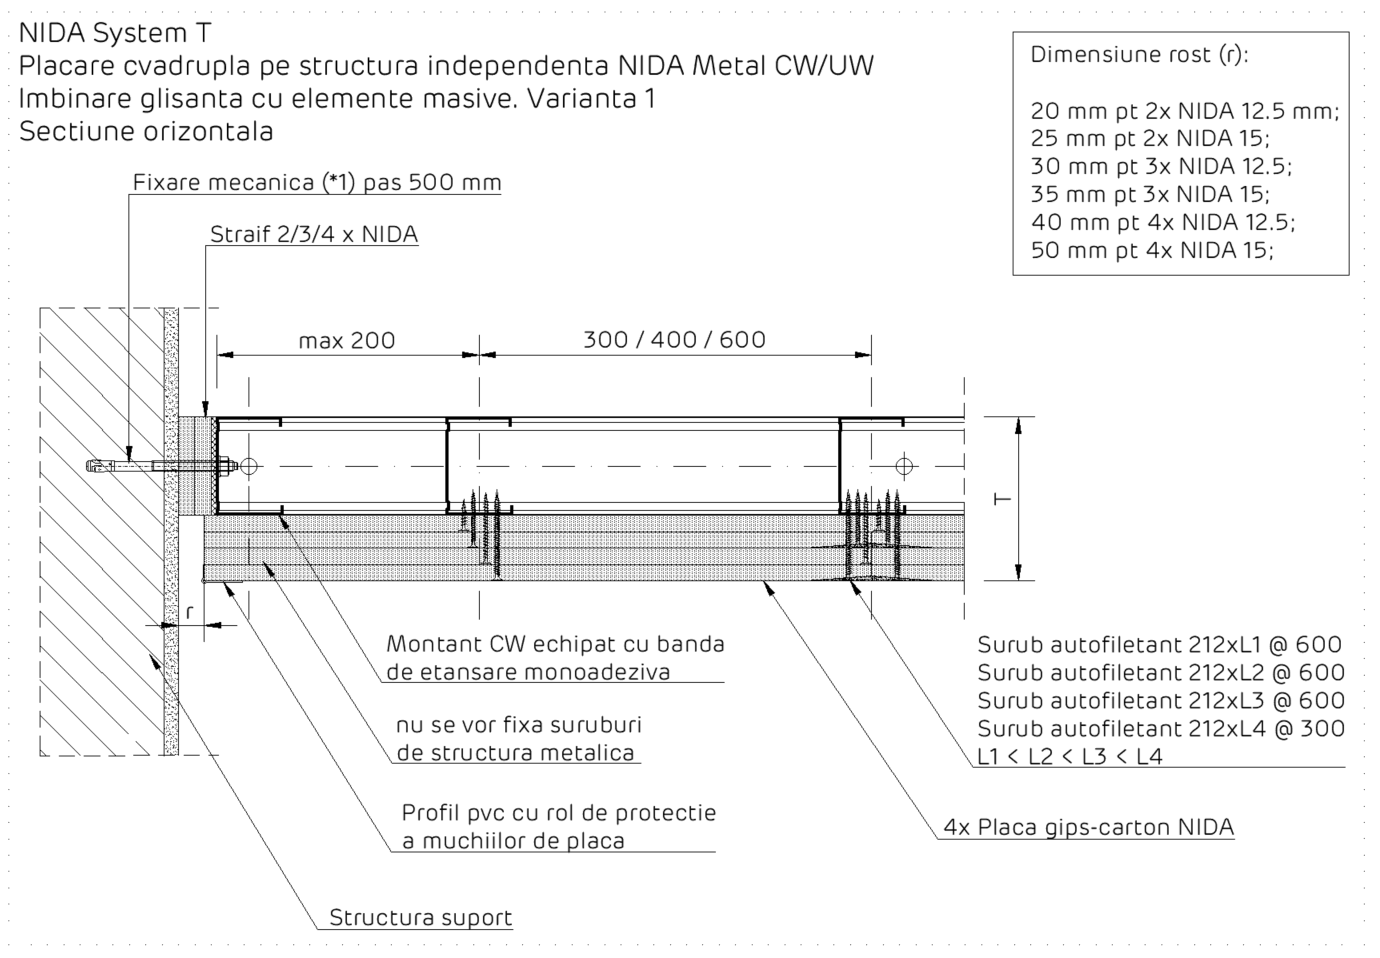 NIDA System T
Placare cvadrupla pe structura independenta NIDA Metal CW/UW
Imbinare glisanta cu elemente masive. Varianta 1
Sectiune orizontala
Dimensiune rost (r):
20 mm pt 2x NIDA 12.5 mm;
25 mm pt 2x NIDA 15;
30 mm pt 3x NIDA 12.5;
35 mm pt 3x NIDA 15;
40 mm pt 4x NIDA 12.5;
50 mm pt 4x NIDA 15;
Fixare mecanica (*1) pas 500 mm
Straif 2/3/4 x NIDA
max 200
300 / 400 / 600
T
r
Montant CW echipat cu banda
de etansare monoadeziva
nu se vor fixa suruburi
de structura metalica
Profil pvc cu rol de protectie
a muchiilor de placa
Structura suport
Surub autofiletant 212xL1 @ 600
Surub autofiletant 212xL2 @ 600
Surub autofiletant 212xL3 @ 600
Surub autofiletant 212xL4 @ 300
L1 < L2 < L3 < L4
4x Placa gips-carton NIDA